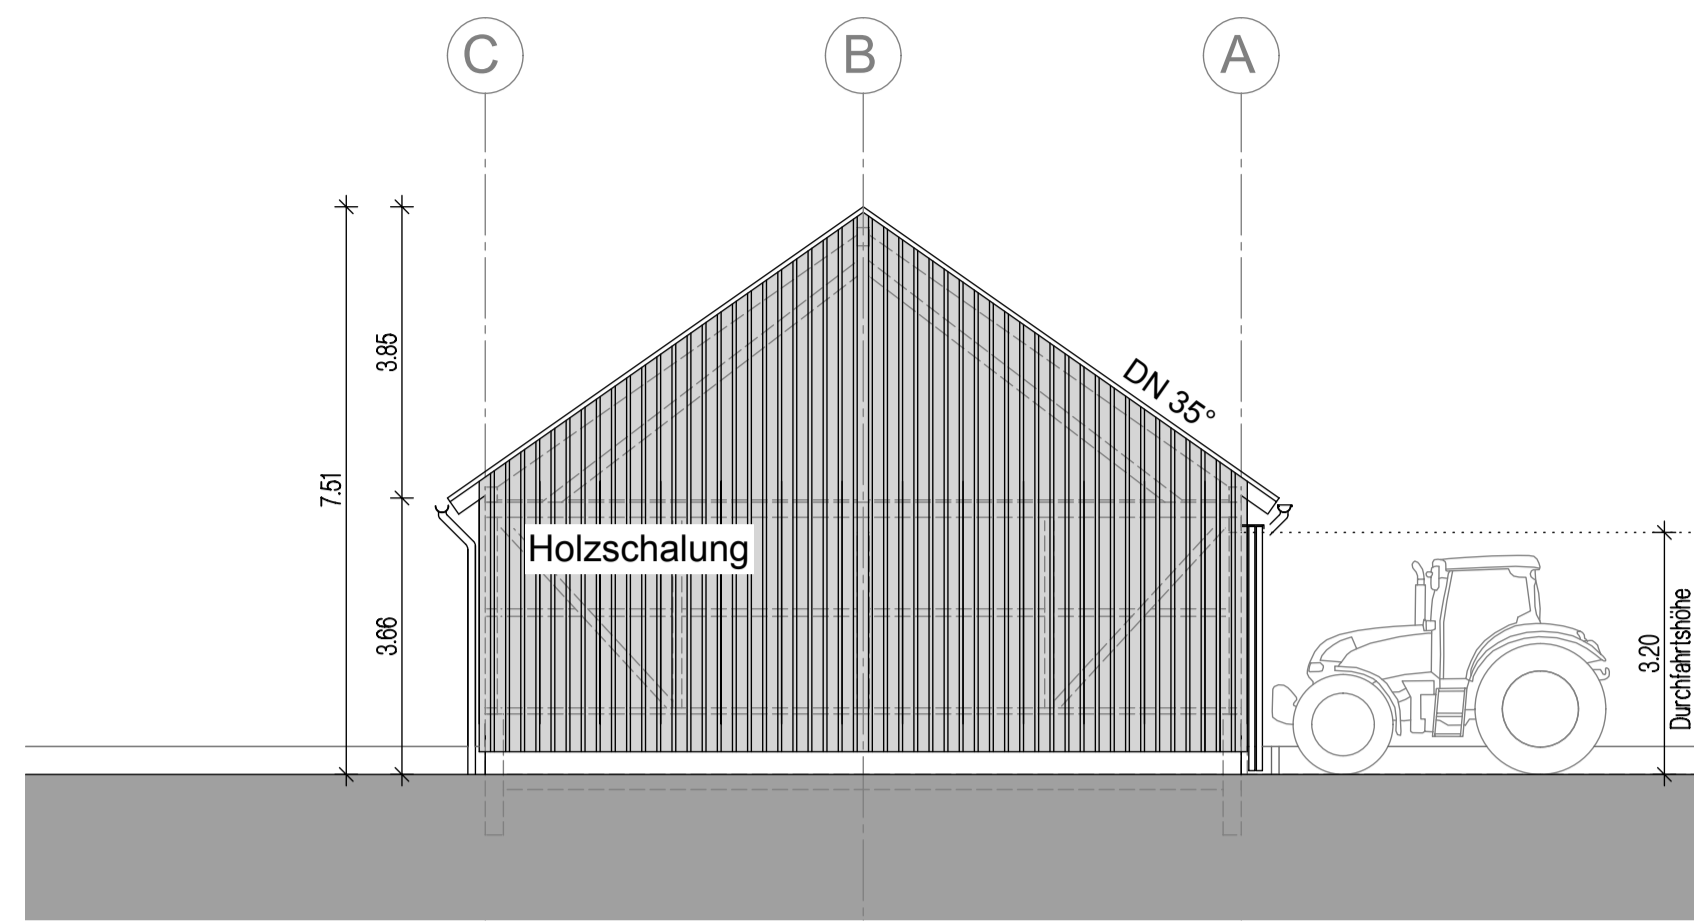 C
B
A
3.85
7.51
3.66
DN 35°
Holzschalung
3.20
Durchfahrtshöhe